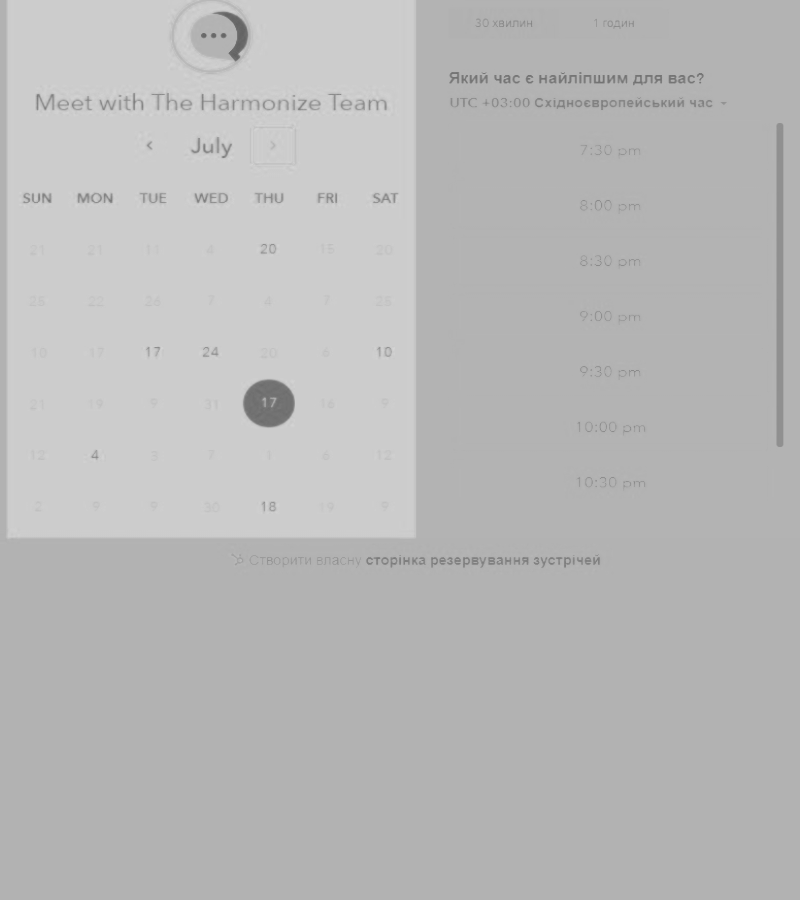 Meet with The Harmonize Team
July
SUN MON TUE WED THU FRI SAT
21 21 11 4 20 15 20
25 22 26 7 4 7 28
10 17 17 24 20 6 10
21 19 9 31 17 16 9
12 4 3 7 1 6 12
2 9 9 30 18 19 9
30 хвилин 1 годин
Який час є найліпшим для вас?
UTC +03:00 Східноєвропейський час
7:30 pm
8:00 pm
8:30 pm
9:00 pm
9:30 pm
10:00 pm
10:30 pm
Створити власну сторінка резервування зустрічей